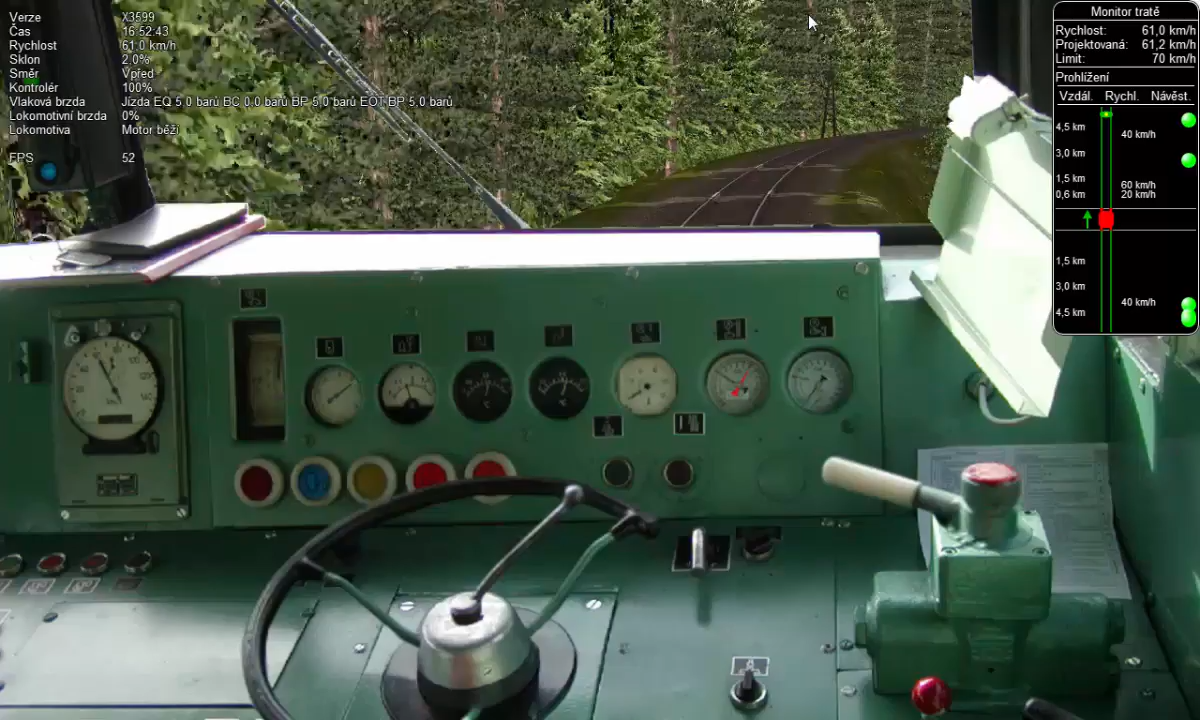 Verze X3599
Čas 16:52:43
Rychlost 61,0 km/h
Sklon 2,0%
Směr Vpřed
Kontrolér 100%
Vlaková brzda Jízda EQ 5,0 barů BC 0,0 barů BP 5,0 barů EOT BP 5,0 barů
Lokomotivní brzda 0%
Lokomotiva Motor běží
FPS 52
Monitor tratě
Rychlost: 61,0 km/h
Projektovaná: 61,2 km/h
Limit: 70 km/h
Prohlížení
Vzdál. Rychl. Návěst.
4,5 km
40 km/h
3,0 km
1,5 km
60 km/h
0,6 km 20 km/h
1,5 km
3,0 km
40 km/h
4,5 km